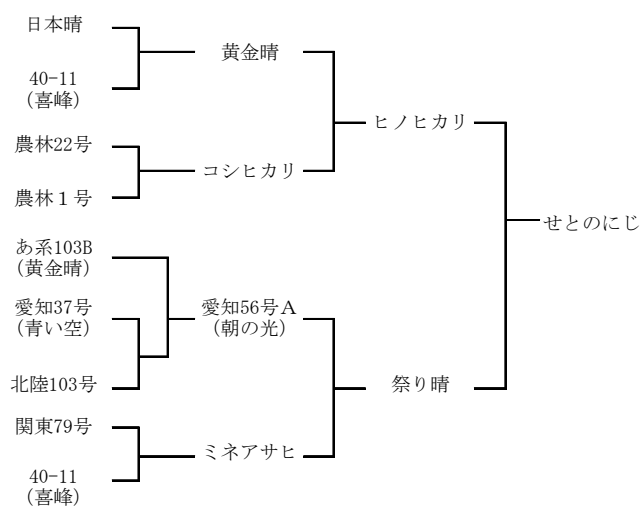 日本晴
黄金晴
40-11
(喜峰)
ヒノヒカリ
農林22号
コシヒカリ
農林１号
せとのにじ
あ系103B
(黄金晴)
愛知37号
(青い空)
愛知56号Ａ
(朝の光)
北陸103号
祭り晴
関東79号
ミネアサヒ
40-11
(喜峰)